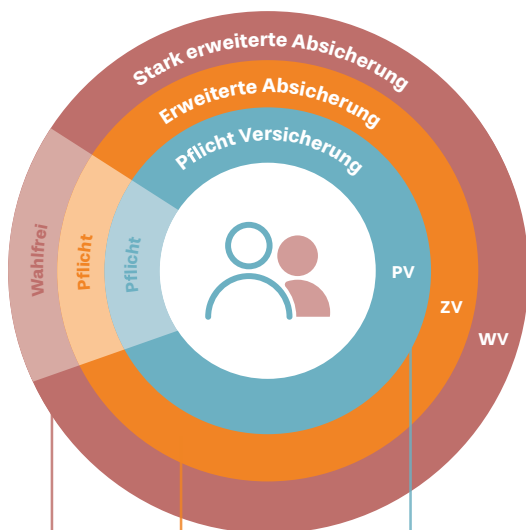 Stark erweiterte Absicherung
Erweiterte Absicherung
Pflicht Versicherung
Wahlfrei
Pflicht
Pflicht
PV
ZV
WV